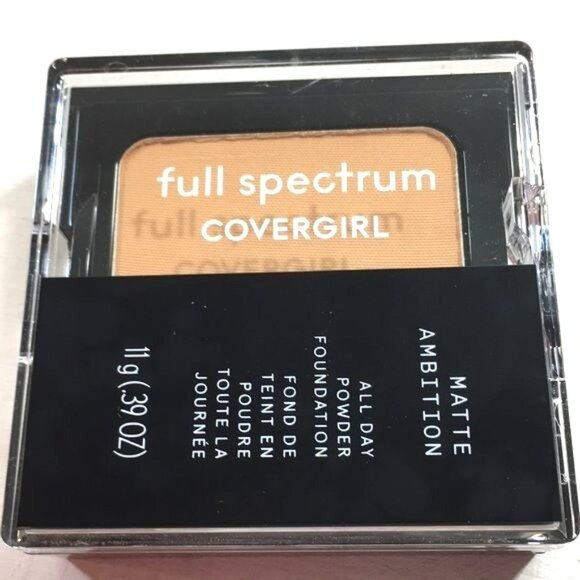 full spectrum
COVERGIRL
MATTE
AMBITION
ALL DAY
POWDER
FOUNDATION
FOND DE
TEINT EN
POUDRE
TOUTE LA
JOURNÉE
11 g (.39 OZ)